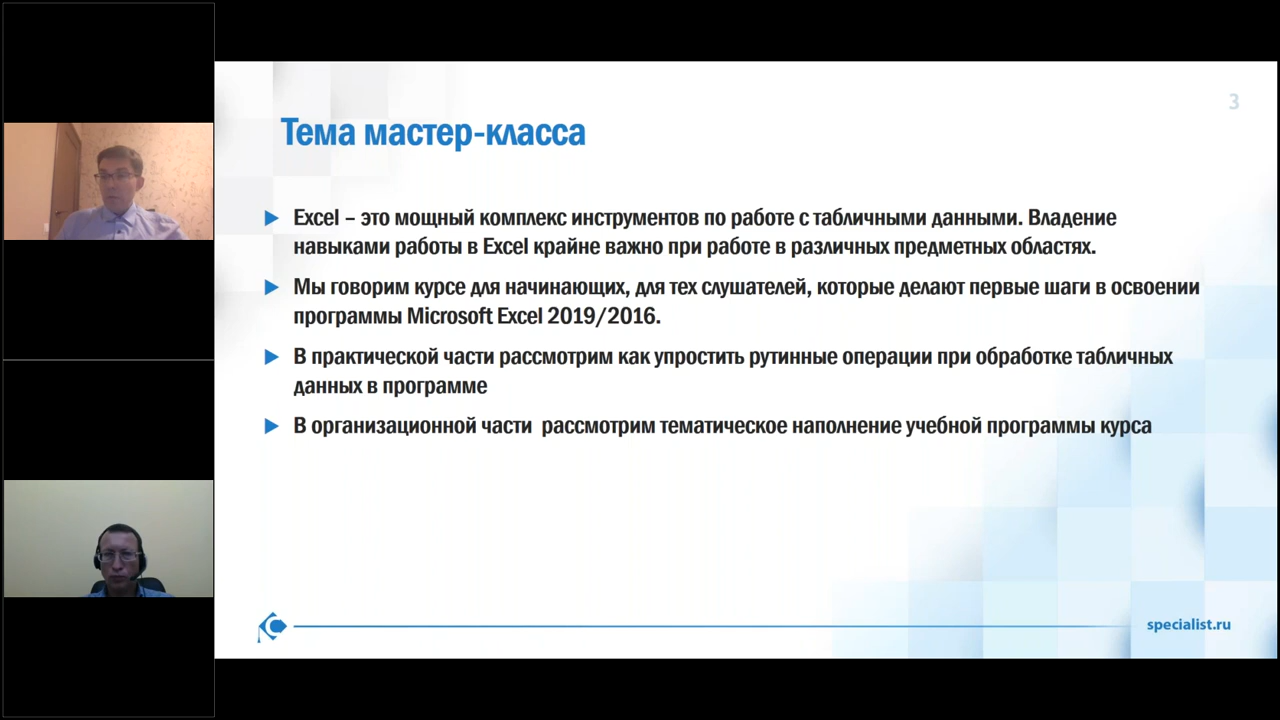 3
Тема мастер-класса
Excel – это мощный комплекс инструментов по работе с табличными данными. Владение
навыками работы в Excel крайне важно при работе в различных предметных областях.
Мы говорим курсе для начинающих, для тех слушателей, которые делают первые шаги в освоении
программы Microsoft Excel 2019/2016.
В практической части рассмотрим как упростить рутинные операции при обработке табличных
данных в программе
В организационной части рассмотрим тематическое наполнение учебной программы курса
specialist.ru